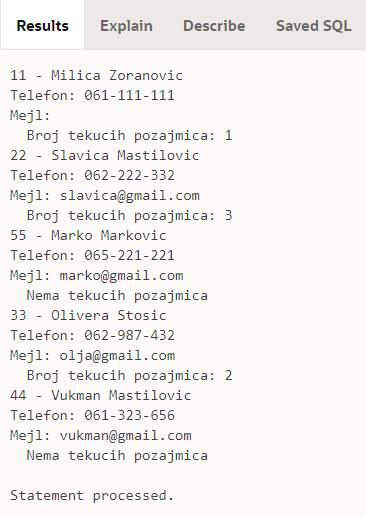 Results Explain Describe Saved SQL
11 - Milica Zoranovic
Telefon: 061-111-111
Mejl:
Broj tekucih pozajmica: 1
22 - Slavica Mastilovic
Telefon: 062-222-332
Mejl: slavica@gmail.com
Broj tekucih pozajmica: 3
55 - Marko Markovic
Telefon: 065-221-221
Mejl: marko@gmail.com
Nema tekucih pozajmica
33 - Olivera Stosic
Telefon: 062-987-432
Mejl: olja@gmail.com
Broj tekucih pozajmica: 2
44 - Vukman Mastilovic
Telefon: 061-323-656
Mejl: vukman@gmail.com
Nema tekucih pozajmica
Statement processed.